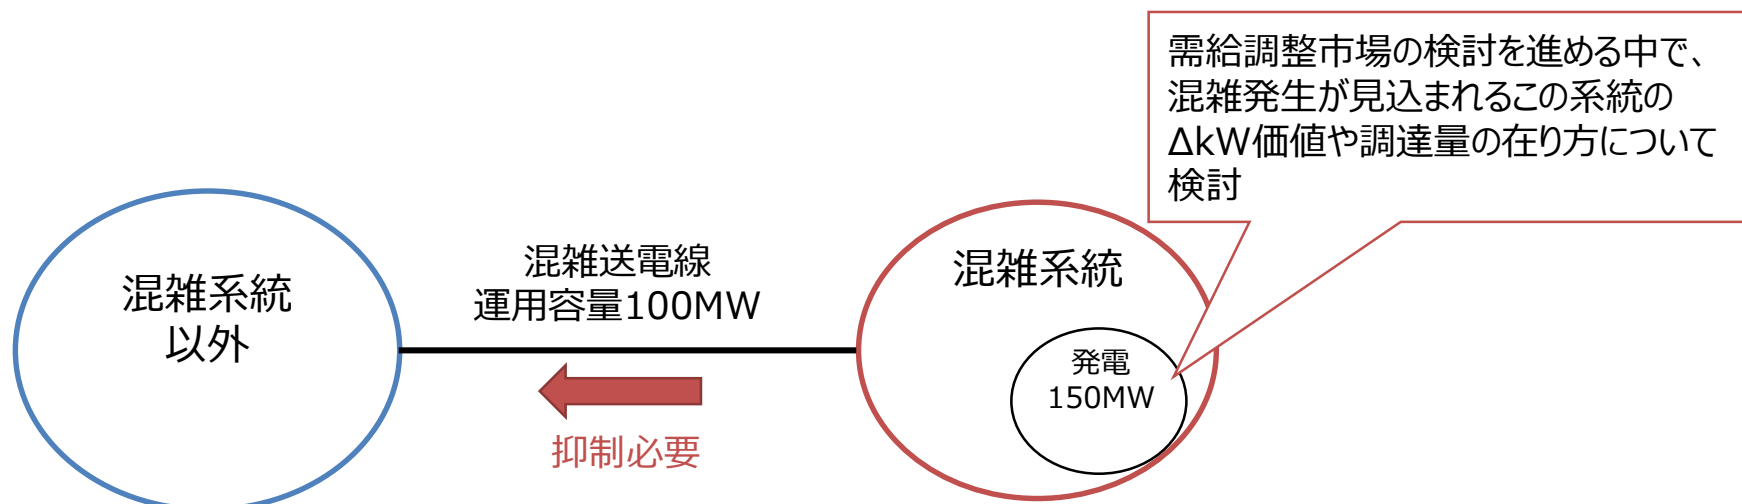 需給調整市場の検討を進める中で、
混雑発生が見込まれるこの系統の
ΔkW価値や調達量の在り方について
検討
混雑系統
以外
混雑送電線
運用容量100MW
抑制必要
混雑系統
発電
150MW